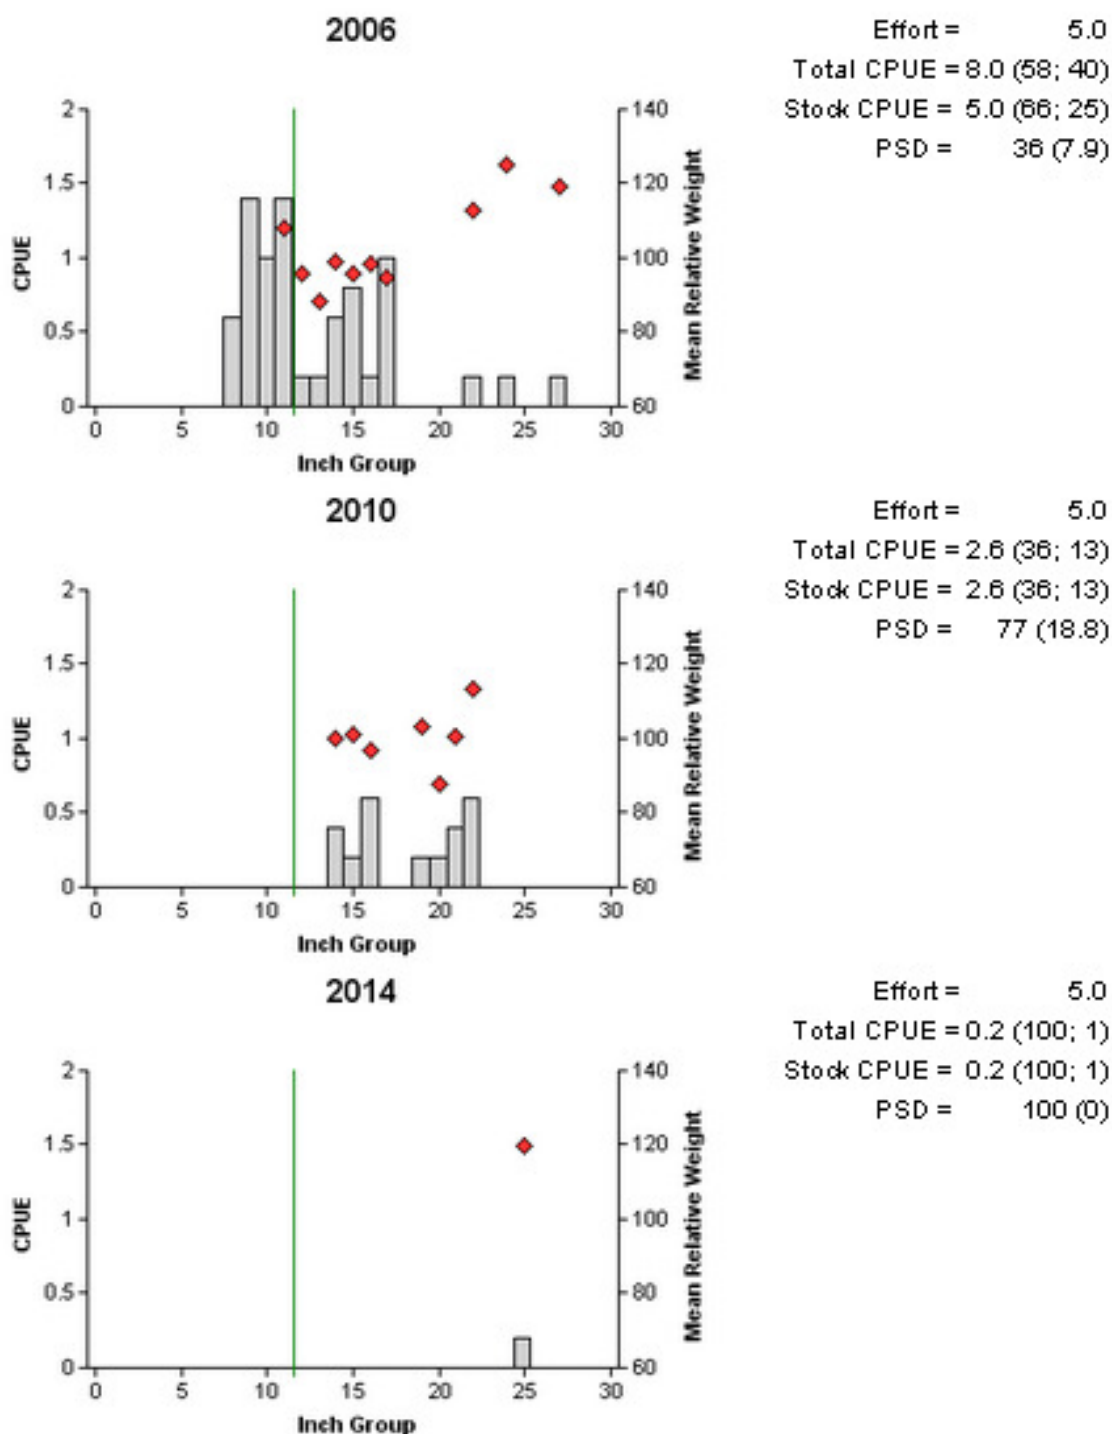 2006
Effort = 5.0
Total CPUE = 8.0 (58; 40)
Stock CPUE = 5.0 (66; 25)
PSD = 36 (7.9)
2 140
1.5 120
1 100
0.5 80
0 60
CPUE
Mean Relative Weight
0 5 10 15 20 25 30
Inch Group
2010
Effort = 5.0
Total CPUE = 2.6 (36; 13)
Stock CPUE = 2.6 (36; 13)
PSD = 77 (18.8)
2 140
1.5 120
1 100
0.5 80
0 60
CPUE
Mean Relative Weight
0 5 10 15 20 25 30
Inch Group
2014
Effort = 5.0
Total CPUE = 0.2 (100; 1)
Stock CPUE = 0.2 (100; 1)
PSD = 100 (0)
2 140
1.5 120
1 100
0.5 80
0 60
CPUE
Mean Relative Weight
0 5 10 15 20 25 30
Inch Group